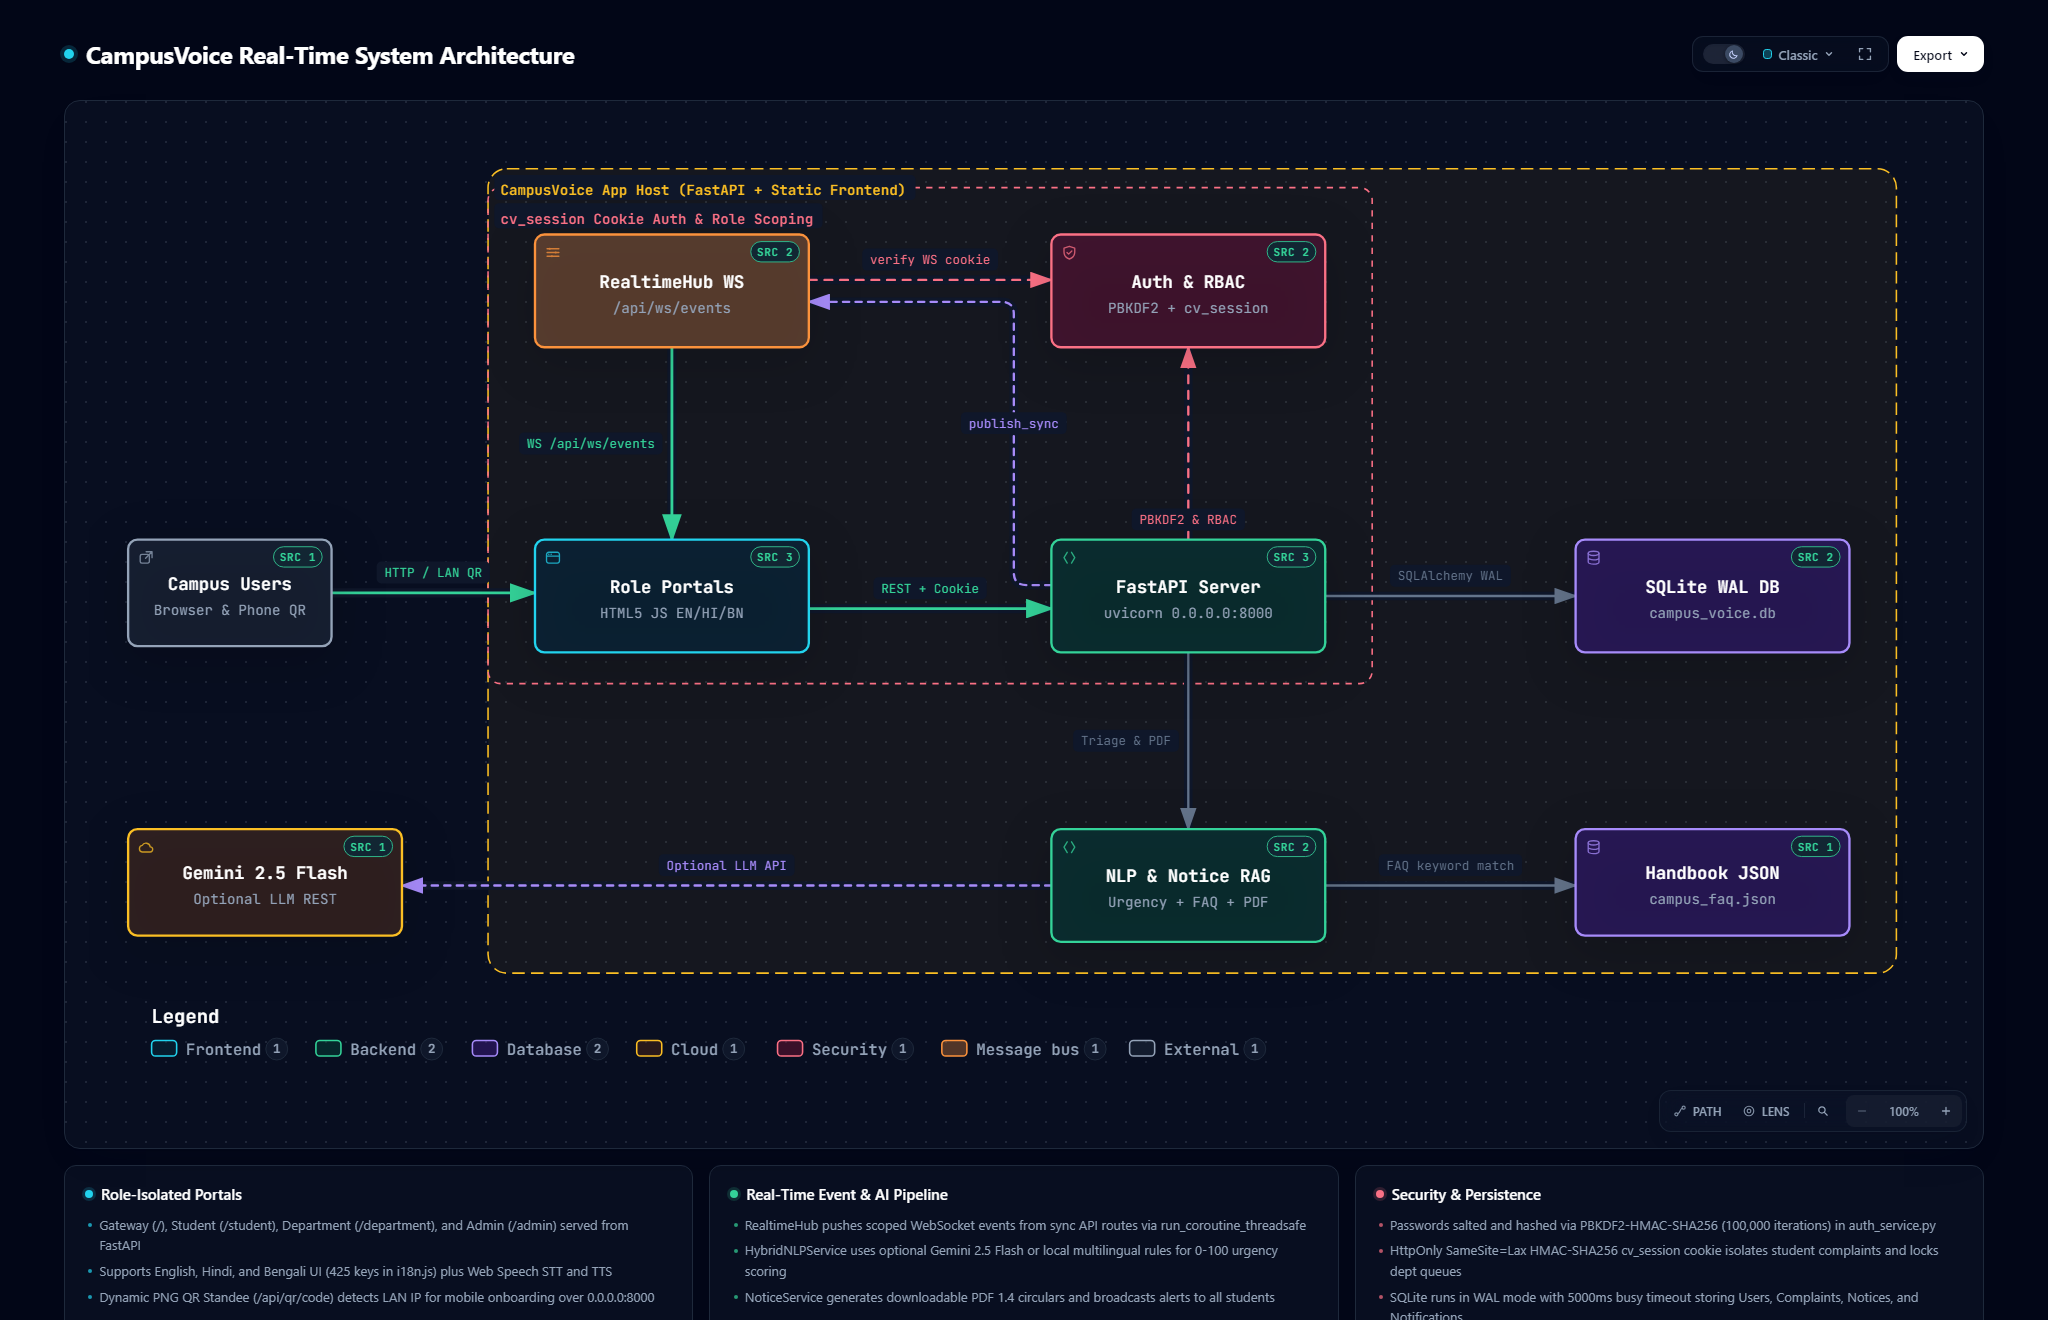 CampusVoice Real-Time System Architecture
Classic
Export
CampusVoice App Host (FastAPI + Static Frontend)
cv_session Cookie Auth & Role Scoping
SRC 2
RealtimeHub WS
/api/ws/events
verify WS cookie
SRC 2
Auth & RBAC
PBKDF2 + cv_session
publish_sync
WS /api/ws/events
PBKDF2 & RBAC
SRC 1
Campus Users
Browser & Phone QR
HTTP / LAN QR
SRC 3
Role Portals
HTML5 JS EN/HI/BN
REST + Cookie
SRC 3
FastAPI Server
uvicorn 0.0.0.0:8000
SQLAlchemy WAL
SRC 2
SQLite WAL DB
campus_voice.db
Triage & PDF
SRC 1
Gemini 2.5 Flash
Optional LLM REST
Optional LLM API
SRC 2
NLP & Notice RAG
Urgency + FAQ + PDF
FAQ keyword match
SRC 1
Handbook JSON
campus_faq.json
Legend
Frontend 1
Backend 2
Database 2
Cloud 1
Security 1
Message bus 1
External 1
PATH
LENS
− 100% +
Role-Isolated Portals
• Gateway (/), Student (/student), Department (/department), and Admin (/admin) served from
FastAPI
• Supports English, Hindi, and Bengali UI (425 keys in i18n.js) plus Web Speech STT and TTS
• Dynamic PNG QR Standee (/api/qr/code) detects LAN IP for mobile onboarding over 0.0.0.0:8000
Real-Time Event & AI Pipeline
• RealtimeHub pushes scoped WebSocket events from sync API routes via run_coroutine_threadsafe
• HybridNLPService uses optional Gemini 2.5 Flash or local multilingual rules for 0-100 urgency
scoring
• NoticeService generates downloadable PDF 1.4 circulars and broadcasts alerts to all students
Security & Persistence
• Passwords salted and hashed via PBKDF2-HMAC-SHA256 (100,000 iterations) in auth_service.py
• HttpOnly SameSite=Lax HMAC-SHA256 cv_session cookie isolates student complaints and locks
dept queues
• SQLite runs in WAL mode with 5000ms busy timeout storing Users, Complaints, Notices, and
Notifications